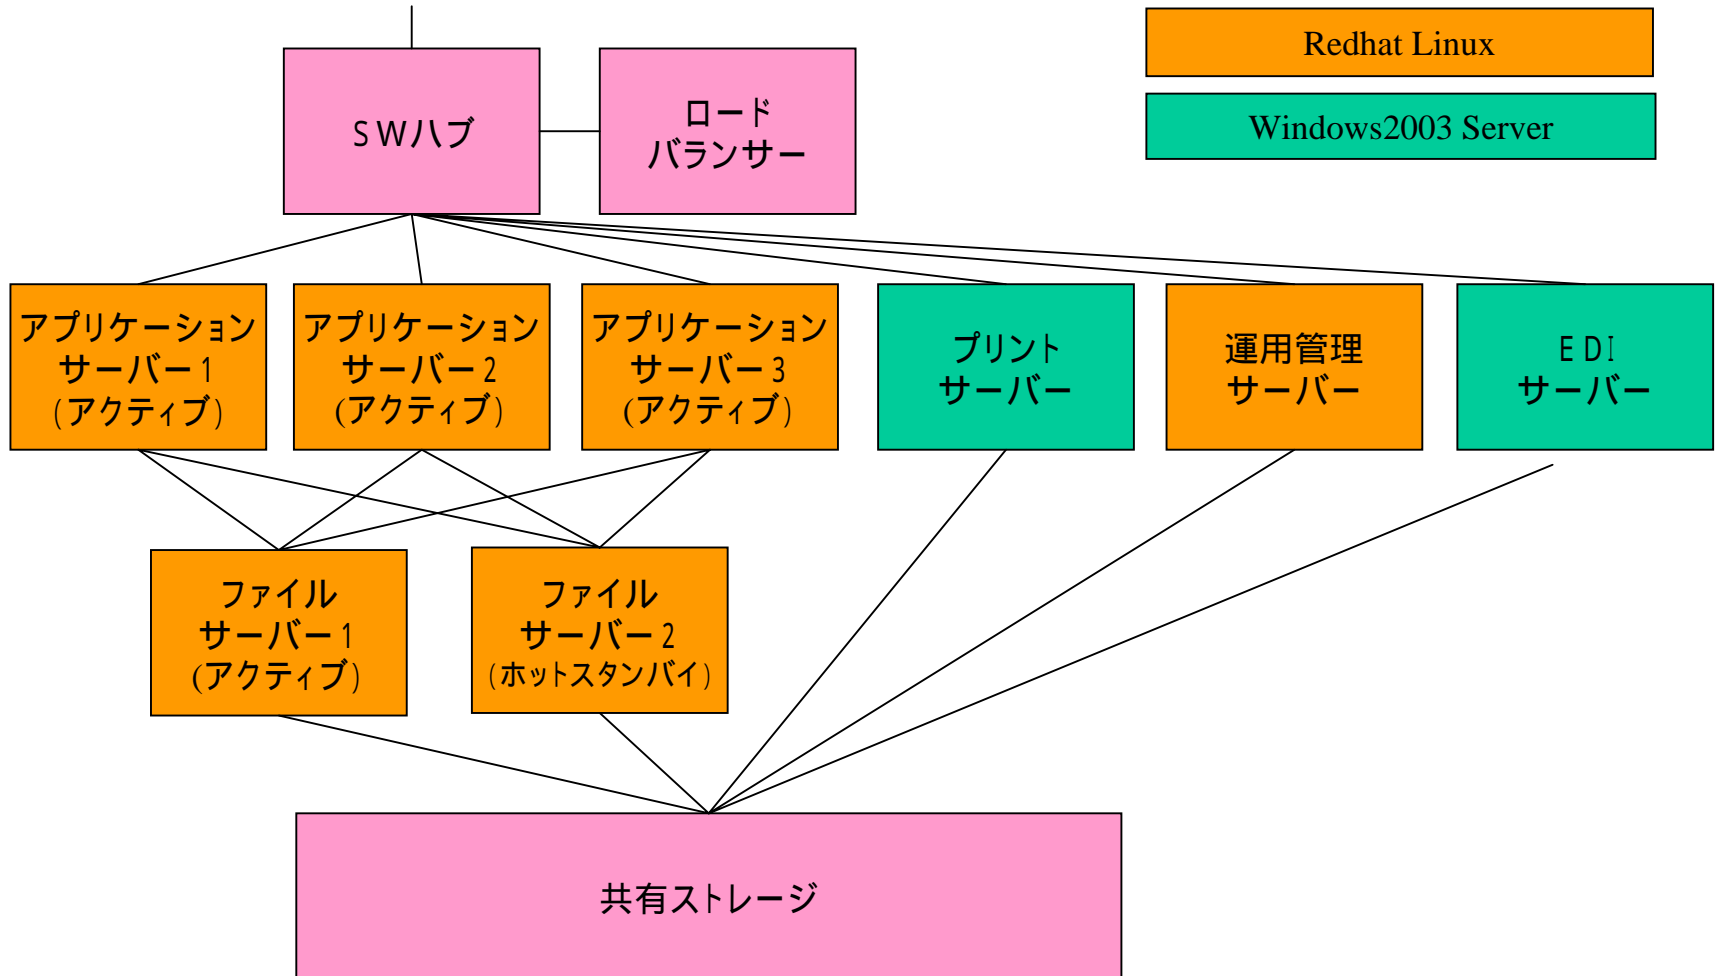 Redhat Linux
Windows2003 Server
SWハブ
ロード
バランサー
アプリケーション
サーバー1
(アクティブ)
アプリケーション
サーバー2
(アクティブ)
アプリケーション
サーバー3
(アクティブ)
プリント
サーバー
運用管理
サーバー
EDI
サーバー
ファイル
サーバー1
(アクティブ)
ファイル
サーバー2
(ホットスタンバイ)
共有ストレージ